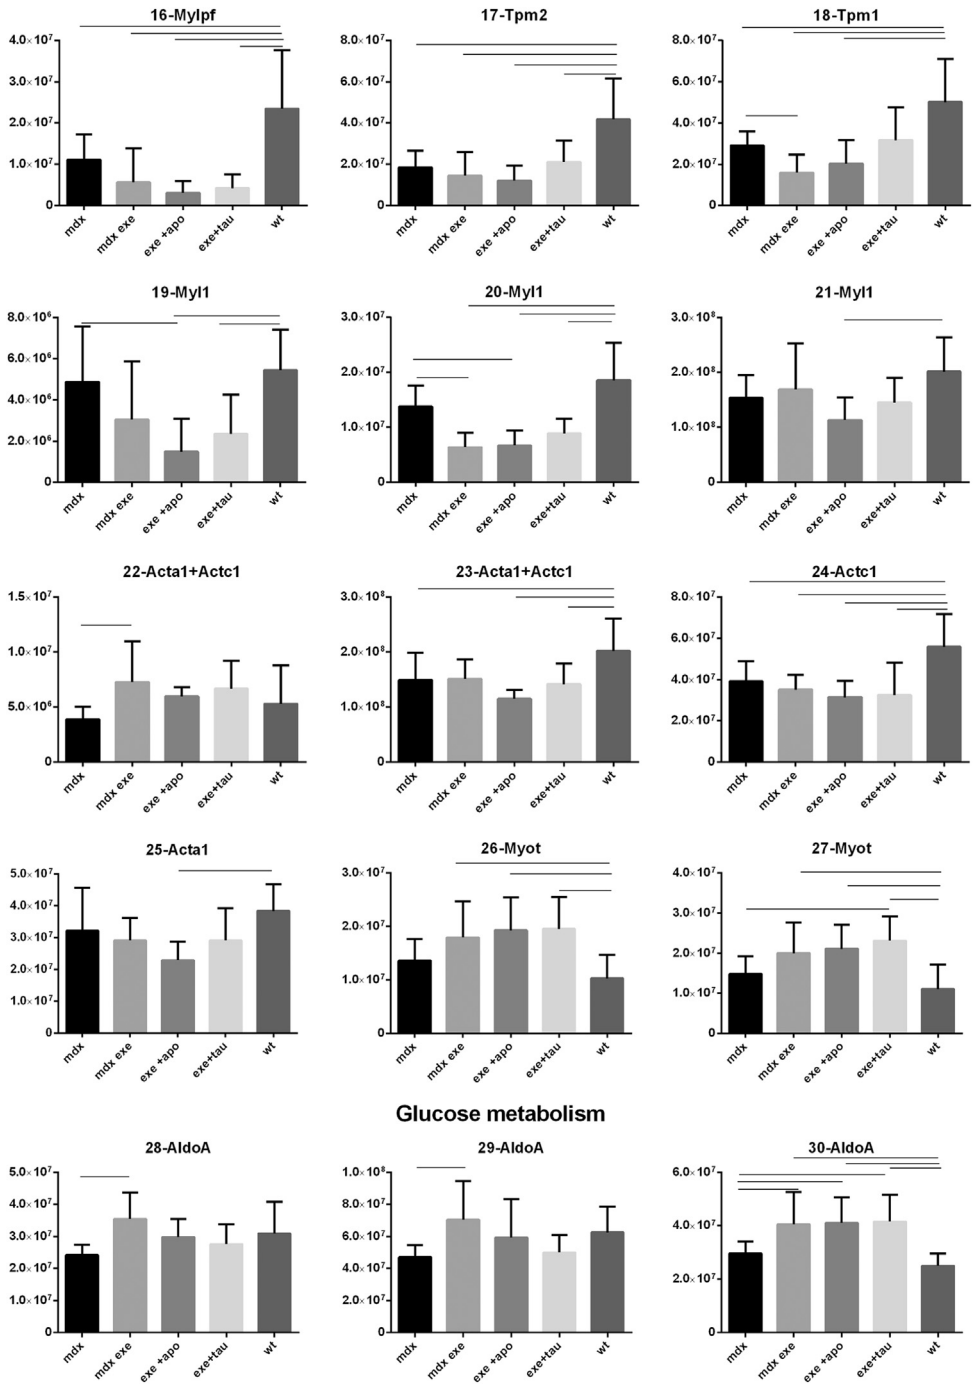 16-Mylpf
4.0×10⁷
3.0×10⁷
2.0×10⁷
1.0×10⁷
0
mdx
mdx exe
exe +apo
exe+tau
wt
17-Tpm2
8.0×10⁷
6.0×10⁷
4.0×10⁷
2.0×10⁷
0
mdx
mdx exe
exe +apo
exe+tau
wt
18-Tpm1
8.0×10⁷
6.0×10⁷
4.0×10⁷
2.0×10⁷
0
mdx
mdx exe
exe +apo
exe+tau
wt
19-Myl1
8.0×10⁶
6.0×10⁶
4.0×10⁶
2.0×10⁶
0
mdx
mdx exe
exe +apo
exe+tau
wt
20-Myl1
3.0×10⁷
2.0×10⁷
1.0×10⁷
0
mdx
mdx exe
exe +apo
exe+tau
wt
21-Myl1
3.0×10⁸
2.0×10⁸
1.0×10⁸
0
mdx
mdx exe
exe +apo
exe+tau
wt
22-Acta1+Actc1
1.5×10⁷
1.0×10⁷
5.0×10⁶
0
mdx
mdx exe
exe +apo
exe+tau
wt
23-Acta1+Actc1
3.0×10⁸
2.0×10⁸
1.0×10⁸
0
mdx
mdx exe
exe +apo
exe+tau
wt
24-Actc1
8.0×10⁷
6.0×10⁷
4.0×10⁷
2.0×10⁷
0
mdx
mdx exe
exe +apo
exe+tau
wt
25-Acta1
5.0×10⁷
4.0×10⁷
3.0×10⁷
2.0×10⁷
1.0×10⁷
0
mdx
mdx exe
exe +apo
exe+tau
wt
26-Myot
3.0×10⁷
2.0×10⁷
1.0×10⁷
0
mdx
mdx exe
exe +apo
exe+tau
wt
27-Myot
4.0×10⁷
3.0×10⁷
2.0×10⁷
1.0×10⁷
0
mdx
mdx exe
exe +apo
exe+tau
wt
Glucose metabolism
28-AldoA
5.0×10⁷
4.0×10⁷
3.0×10⁷
2.0×10⁷
1.0×10⁷
0
mdx
mdx exe
exe +apo
exe+tau
wt
29-AldoA
1.0×10⁸
8.0×10⁷
6.0×10⁷
4.0×10⁷
2.0×10⁷
0
mdx
mdx exe
exe +apo
exe+tau
wt
30-AldoA
6.0×10⁷
4.0×10⁷
2.0×10⁷
0
mdx
mdx exe
exe +apo
exe+tau
wt